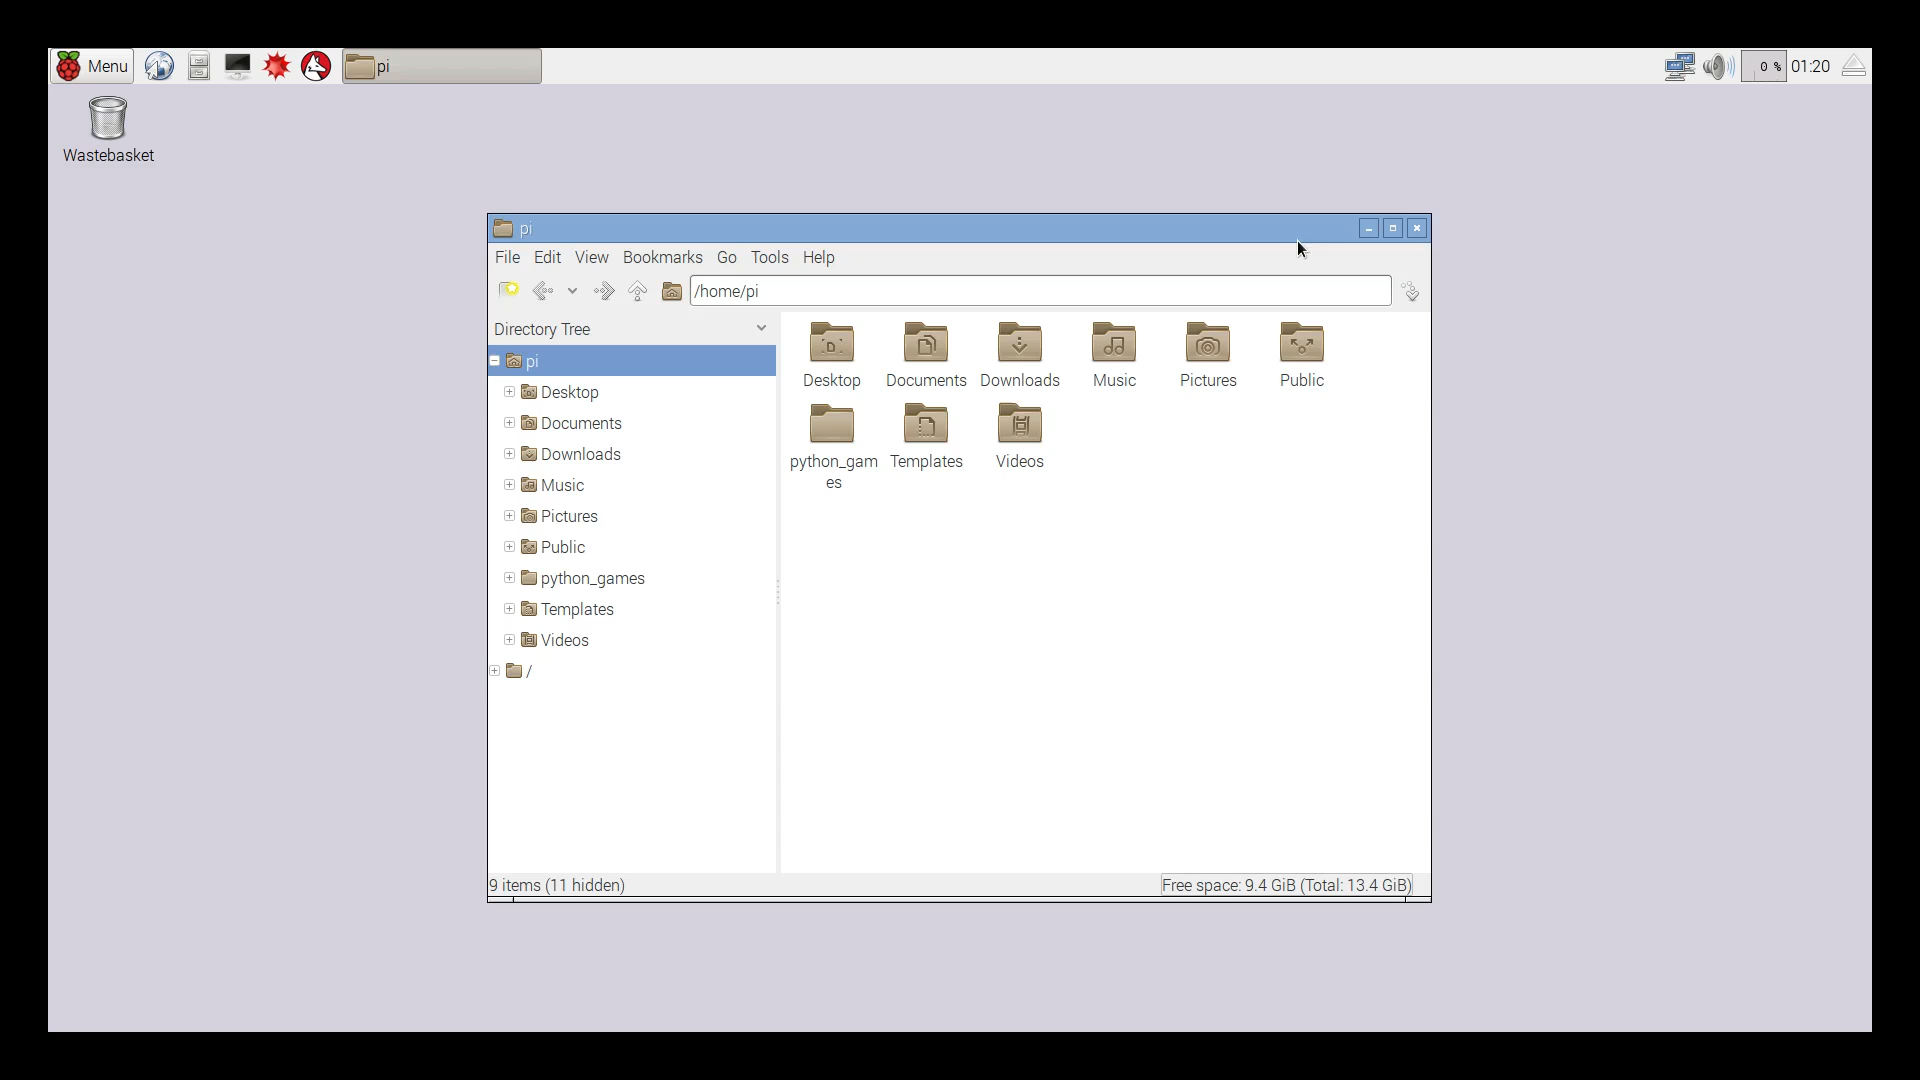 Menu
pi
0 %
01:20
Wastebasket
pi
File Edit View Bookmarks Go Tools Help
/home/pi
Directory Tree
pi
Desktop
Documents
Downloads
Music
Pictures
Public
python_games
Templates
Videos
/
Desktop
Documents
Downloads
Music
Pictures
Public
python_gam
es
Templates
Videos
9 items (11 hidden)
Free space: 9.4 GiB (Total: 13.4 GiB)